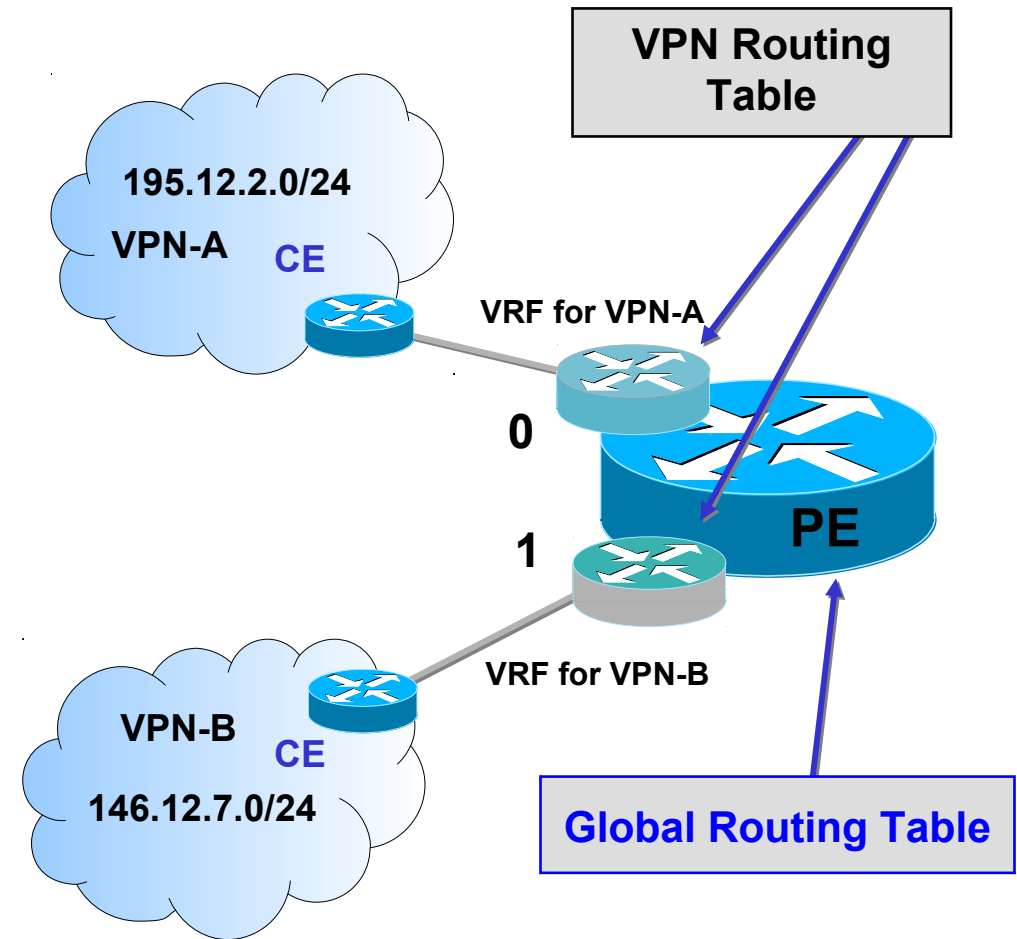 VPN Routing
Table
195.12.2.0/24
VPN-A
CE
VRF for VPN-A
0
PE
1
VRF for VPN-B
VPN-B
CE
146.12.7.0/24
Global Routing Table